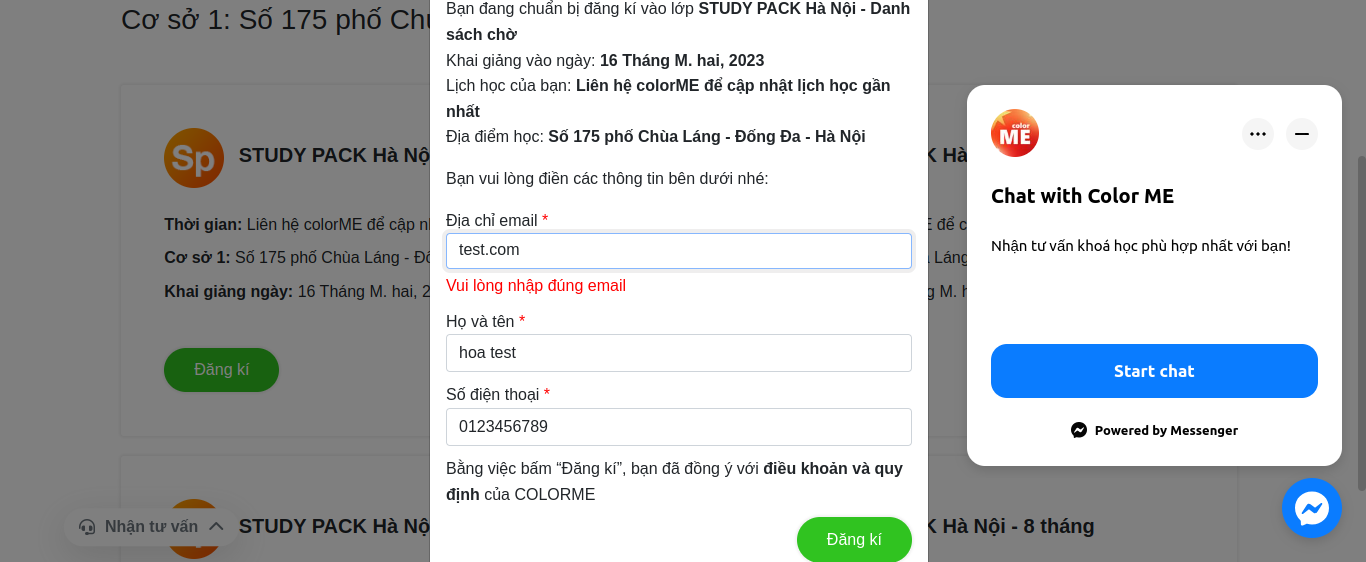 Cơ sở 1: Số 175 phố Chù
Bạn đang chuẩn bị đăng kí vào lớp STUDY PACK Hà Nội - Danh
sách chờ
Khai giảng vào ngày: 16 Tháng M. hai, 2023
Lịch học của bạn: Liên hệ colorME để cập nhật lịch học gần
nhất
Địa điểm học: Số 175 phố Chùa Láng - Đống Đa - Hà Nội
Bạn vui lòng điền các thông tin bên dưới nhé:
Địa chỉ email *
test.com
Vui lòng nhập đúng email
Họ và tên *
hoa test
Số điện thoại *
0123456789
Bằng việc bấm “Đăng kí”, bạn đã đồng ý với điều khoản và quy
định của COLORME
Đăng kí
Sp
STUDY PACK Hà Nộ
Thời gian: Liên hệ colorME để cập nh
Cơ sở 1: Số 175 phố Chùa Láng - Đố
Khai giảng ngày: 16 Tháng M. hai, 2
Đăng kí
STUDY PACK Hà Nộ
Nhận tư vấn
K Hà
E để c
a Láng
g M. h
K Hà Nội - 8 tháng
color
ME
Chat with Color ME
Nhận tư vấn khoá học phù hợp nhất với bạn!
Start chat
Powered by Messenger